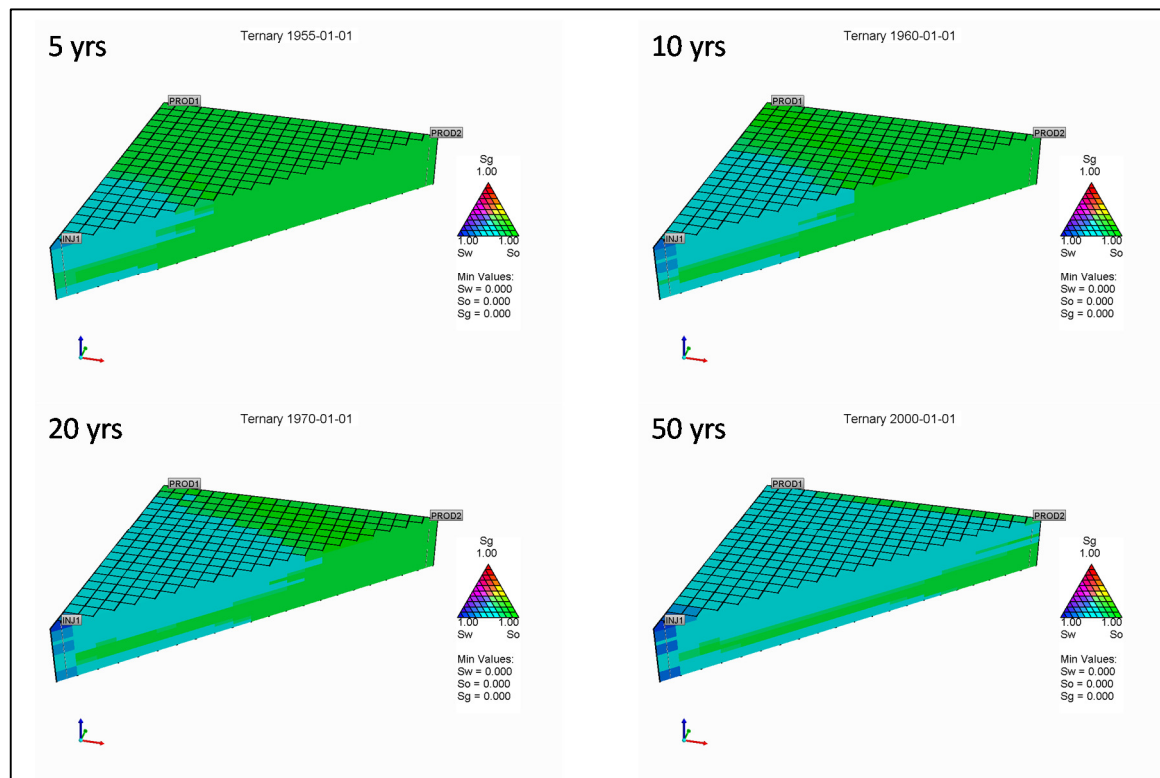 5 yrs
Ternary 1955-01-01
PROD1
PROD2
INJ1
Sg
1.00
1.00 1.00
Sw So
Min Values:
Sw = 0.000
So = 0.000
Sg = 0.000
10 yrs
Ternary 1960-01-01
PROD1
PROD2
INJ1
Sg
1.00
1.00 1.00
Sw So
Min Values:
Sw = 0.000
So = 0.000
Sg = 0.000
20 yrs
Ternary 1970-01-01
PROD1
PROD2
INJ1
Sg
1.00
1.00 1.00
Sw So
Min Values:
Sw = 0.000
So = 0.000
Sg = 0.000
50 yrs
Ternary 2000-01-01
PROD1
PROD2
INJ1
Sg
1.00
1.00 1.00
Sw So
Min Values:
Sw = 0.000
So = 0.000
Sg = 0.000